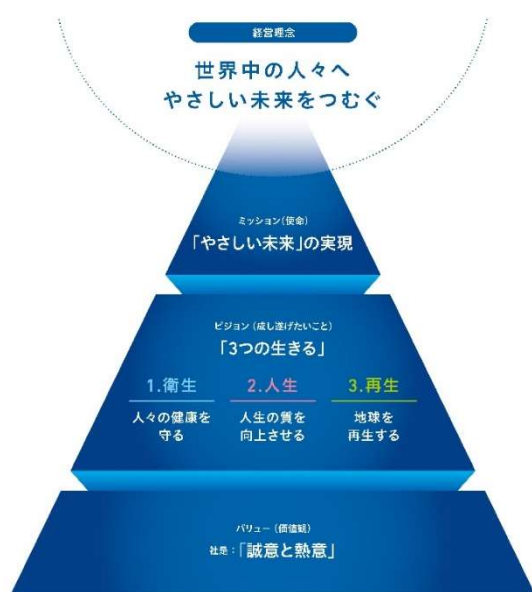 経営理念
世界中の人々へ
やさしい未来をつむぐ
ミッション(使命)
「やさしい未来」の実現
ビジョン(成し遂げたいこと)
「3つの生きる」
1.衛生 2.人生 3.再生
人々の健康を 人生の質を 地球を
守る 向上させる 再生する
バリュー(価値観)
社是:「誠意と熱意」